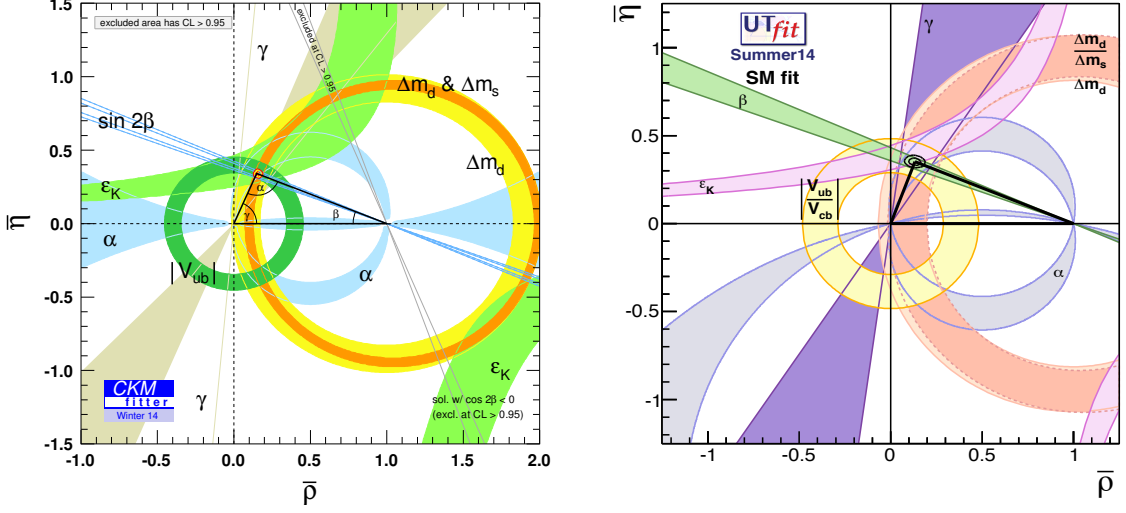 excluded area has CL > 0.95
γ
excluded at CL > 0.95
Δm_d & Δm_s
sin 2β
Δm_d
ε_K
α
γ
β
α
|V_ub|
α
ε_K
γ
sol. w/ cos 2β < 0
(excl. at CL > 0.95)
CKM
fitter
Winter 14
1.5
1.0
0.5
0.0
-0.5
-1.0
-1.5
η̄
-1.0
-0.5
0.0
0.5
1.0
1.5
2.0
ρ̄
η̄
UTfit
Summer14
SM fit
γ
β
Δm_d
Δm_s
Δm_d
ε_K
|V_ub
V_cb|
α
1
0.5
0
-0.5
-1
-1
-0.5
0
0.5
1
ρ̄